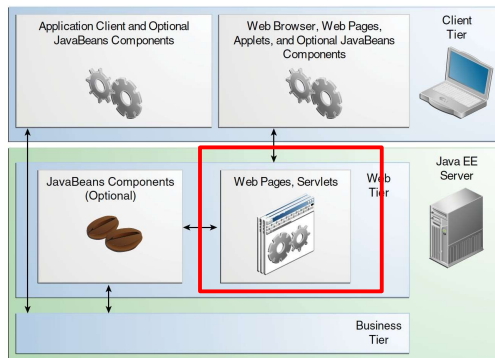 Application Client and Optional
JavaBeans Components
Web Browser, Web Pages,
Applets, and Optional JavaBeans
Components
Client
Tier
JavaBeans Components
(Optional)
Web Pages, Servlets
Web
Tier
Java EE
Server
Business
Tier